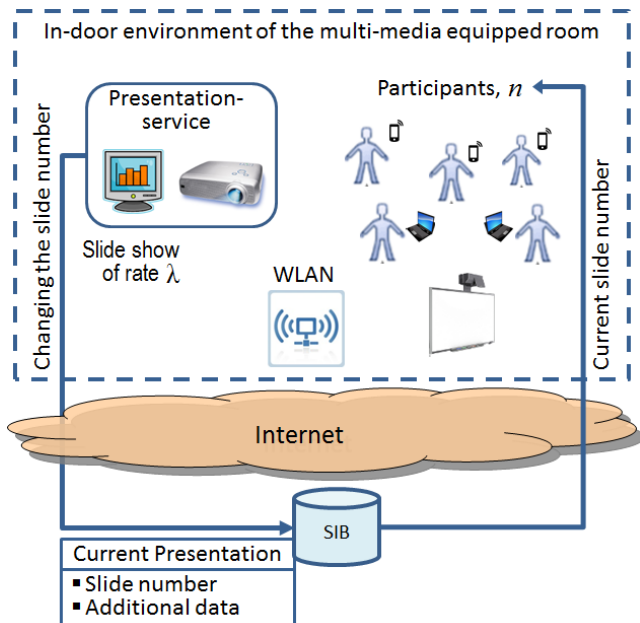 In-door environment of the multi-media equipped room
Presentation-
service
Participants, n
Changing the slide number
Current slide number
Slide show
of rate λ
WLAN
Internet
SIB
Current Presentation
▪ Slide number
▪ Additional data